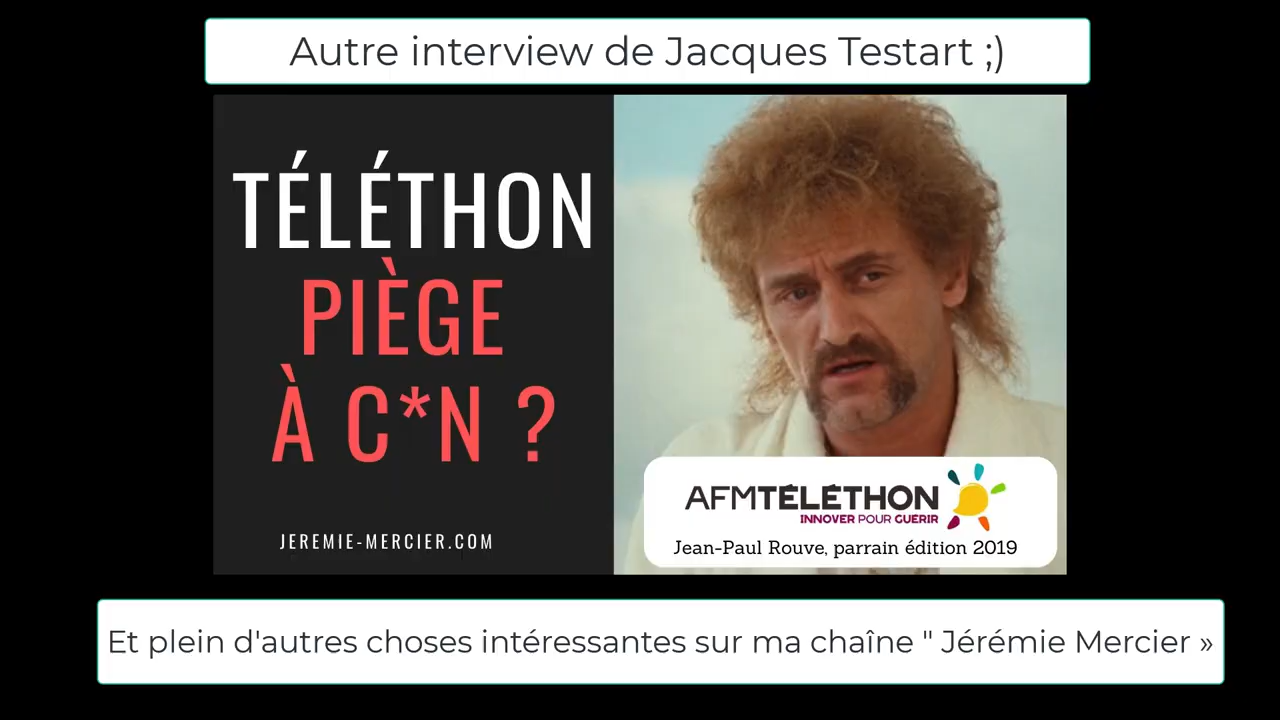 Autre interview de Jacques Testart ;)
TÉLÉTHON
PIÈGE
À C*N ?
JEREMIE-MERCIER.COM
AFMTÉLÉTHON
INNOVER POUR GUÉRIR
Jean-Paul Rouve, parrain édition 2019
Et plein d'autres choses intéressantes sur ma chaîne " Jérémie Mercier »